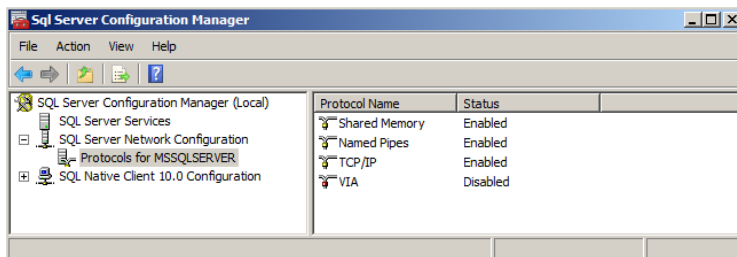 Sql Server Configuration Manager
File Action View Help
SQL Server Configuration Manager (Local)
SQL Server Services
SQL Server Network Configuration
Protocols for MSSQLSERVER
SQL Native Client 10.0 Configuration
Protocol Name Status
Shared Memory Enabled
Named Pipes Enabled
TCP/IP Enabled
VIA Disabled